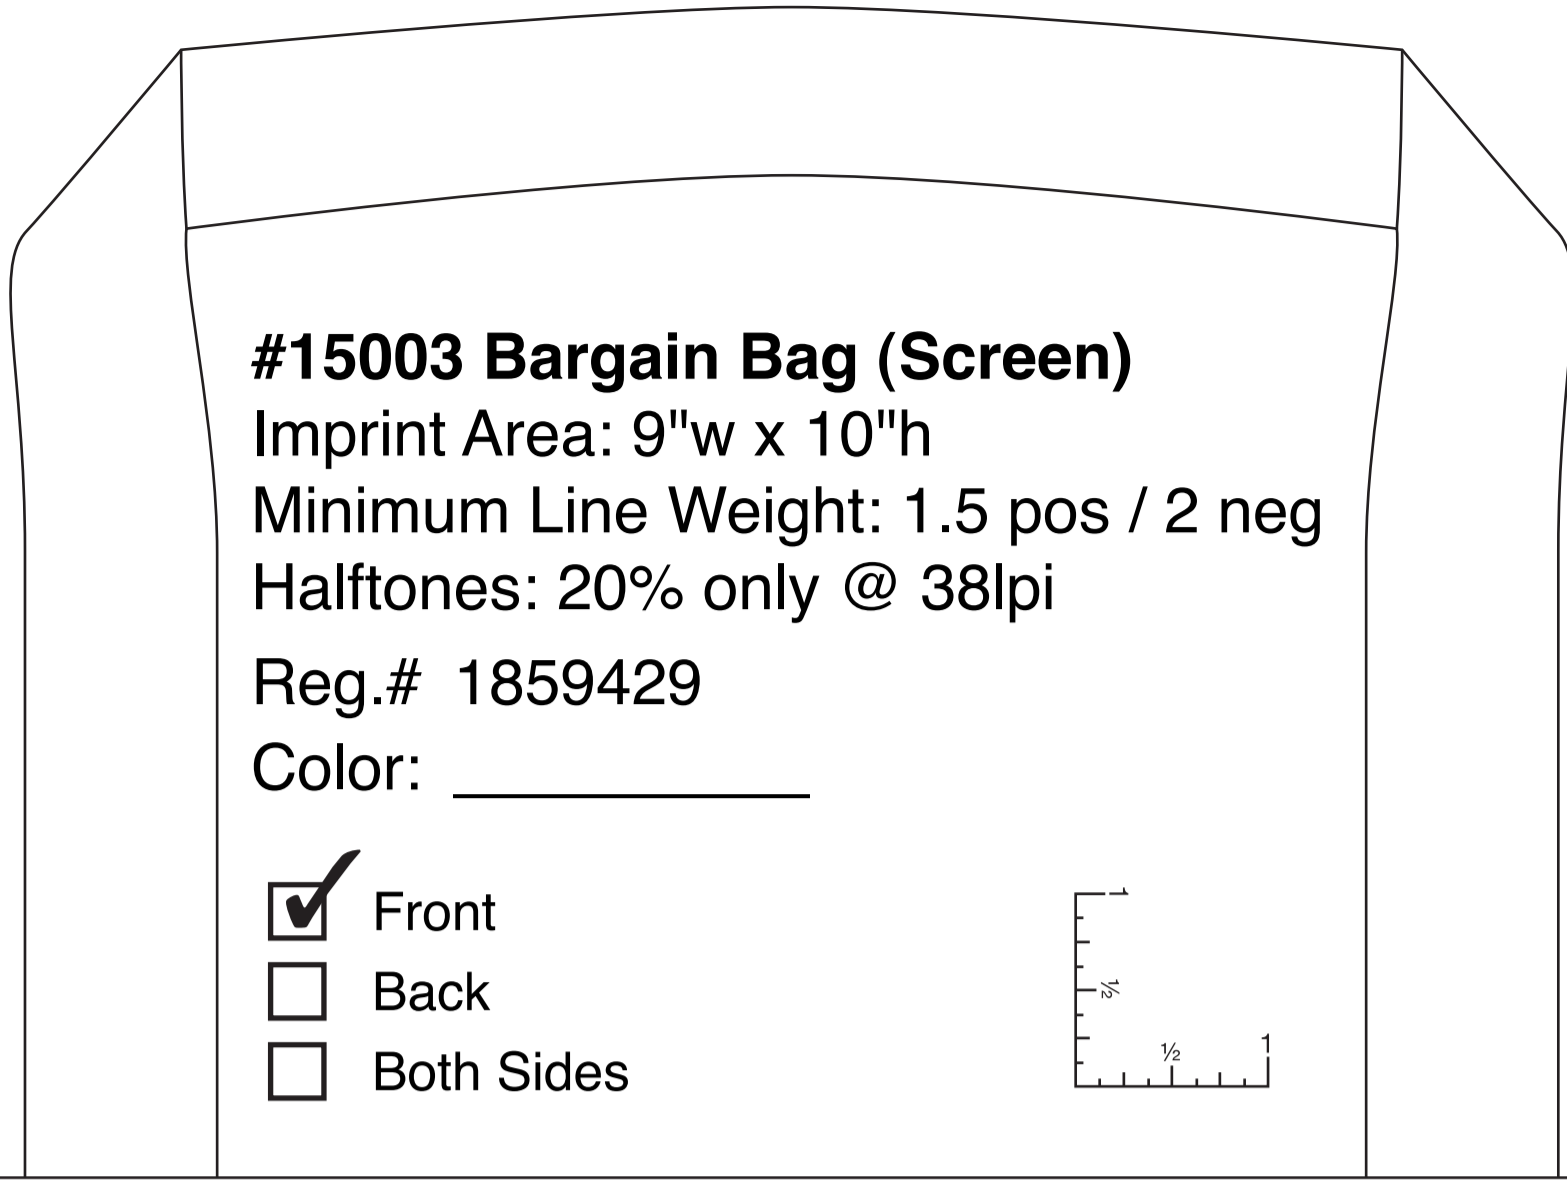 #15003 Bargain Bag (Screen)
Imprint Area: 9"w x 10"h
Minimum Line Weight: 1.5 pos / 2 neg
Halftones: 20% only @ 38lpi
Reg.# 1859429
Color:
Front
Back
Both Sides
1
½
½
1